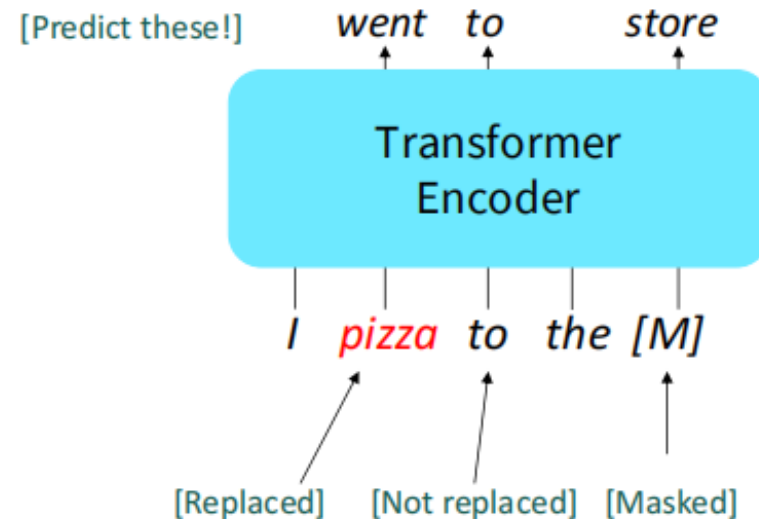 [Predict these!] went to store
Transformer
Encoder
I pizza to the [M]
[Replaced] [Not replaced] [Masked]